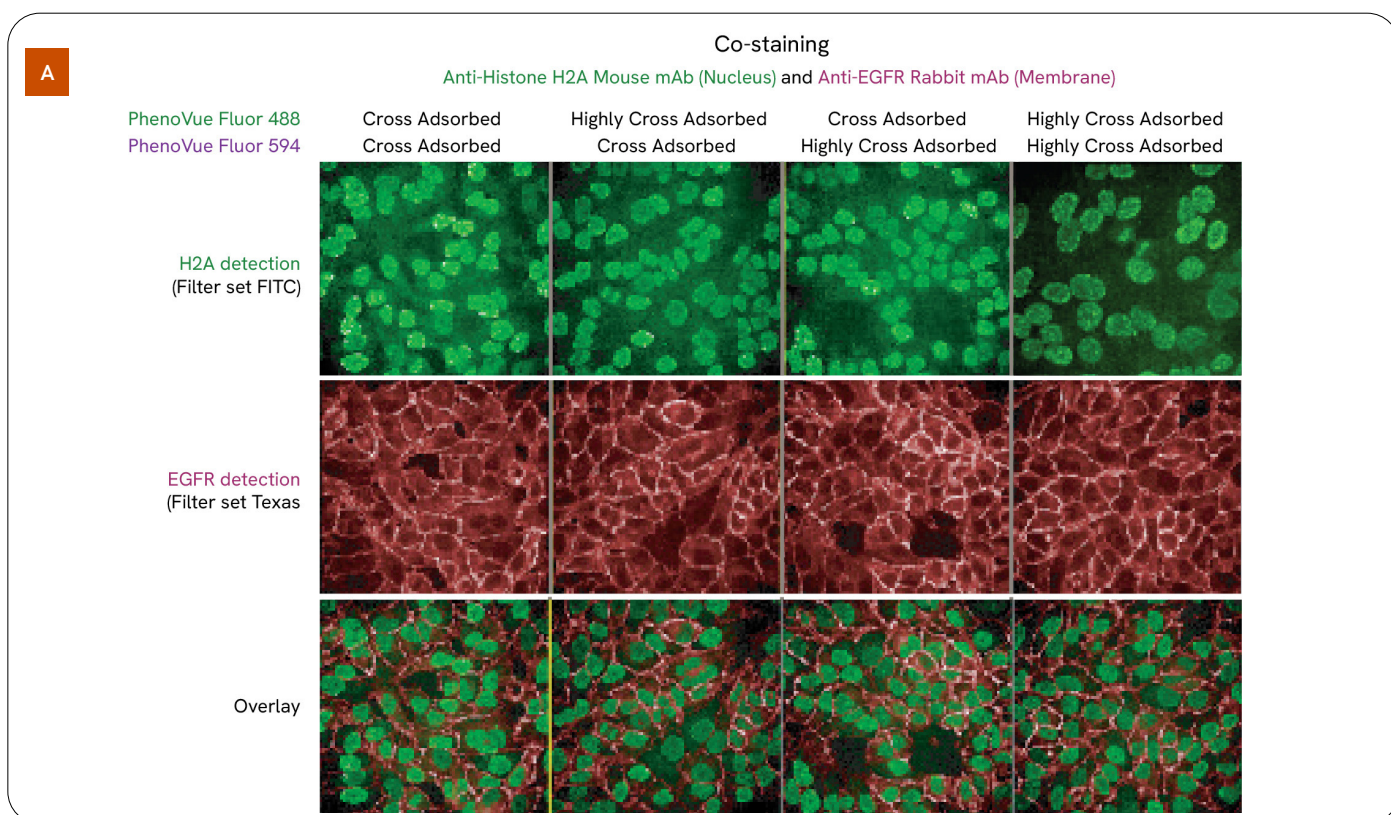 A
Co-staining
Anti-Histone H2A Mouse mAb (Nucleus) and Anti-EGFR Rabbit mAb (Membrane)
PhenoVue Fluor 488 Cross Adsorbed Highly Cross Adsorbed Cross Adsorbed Highly Cross Adsorbed
PhenoVue Fluor 594 Cross Adsorbed Cross Adsorbed Highly Cross Adsorbed Highly Cross Adsorbed
H2A detection
(Filter set FITC)
EGFR detection
(Filter set Texas
Overlay